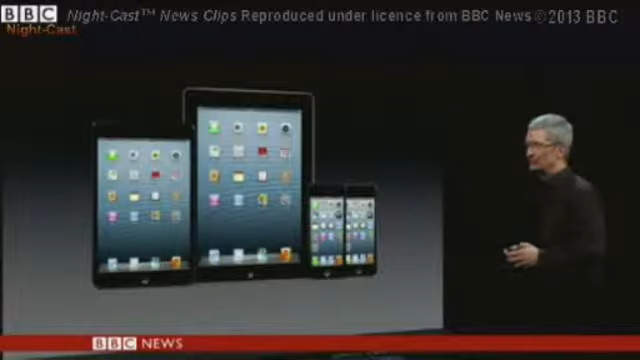 BBC Night-Cast™ News Clips Reproduced under licence from BBC News ©2013 BBC
Night-Cast
BBC NEWS